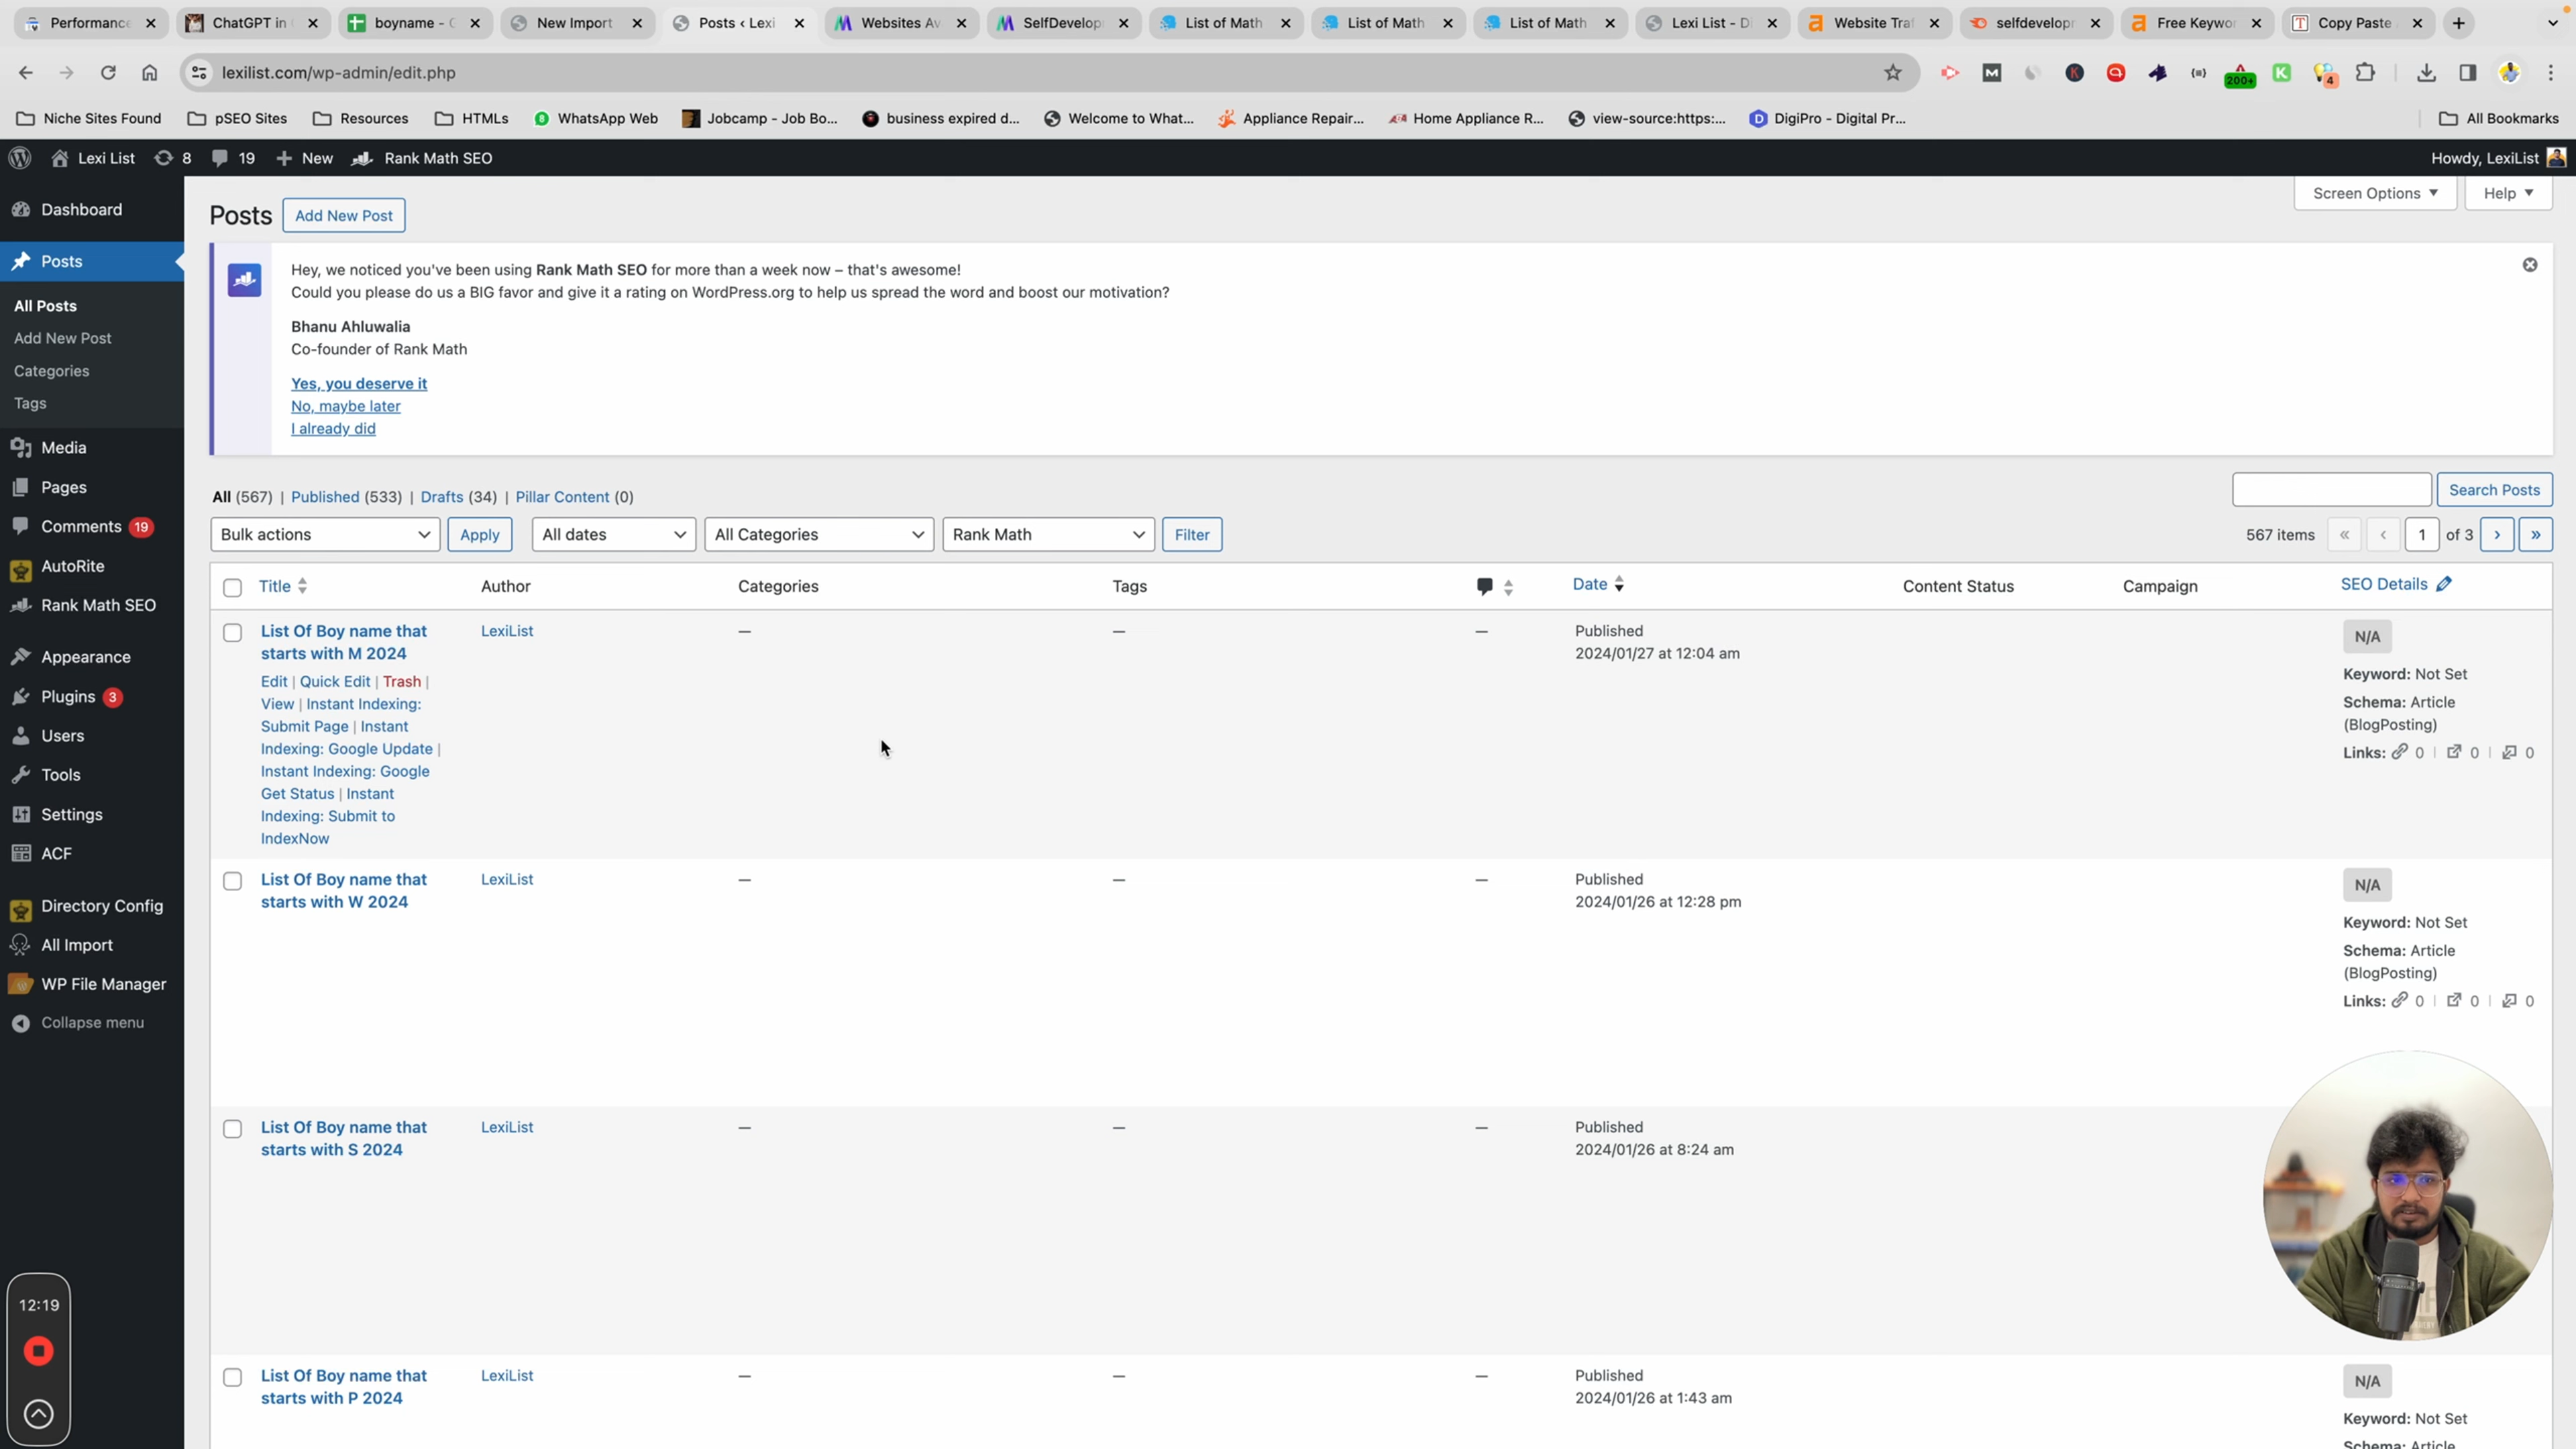 Performance
ChatGPT in
boyname - G
New Import
Posts ‹ Lexi
Websites Av
SelfDevelop
List of Math
List of Math
List of Math
Lexi List - Di
Website Traf
selfdevelopr
Free Keywor
Copy Paste
lexilist.com/wp-admin/edit.php
200+
4
Niche Sites Found
pSEO Sites
Resources
HTMLs
WhatsApp Web
Jobcamp - Job Bo...
business expired d...
Welcome to What...
Appliance Repair...
Home Appliance R...
view-source:https:...
DigiPro - Digital Pr...
All Bookmarks
Lexi List
8
19
New
Rank Math SEO
Howdy, LexiList
Dashboard
Posts
All Posts
Add New Post
Categories
Tags
Media
Pages
Comments 19
AutoRite
Rank Math SEO
Appearance
Plugins 3
Users
Tools
Settings
ACF
Directory Config
All Import
WP File Manager
Collapse menu
12:19
Screen Options
Help
Posts
Add New Post
Hey, we noticed you've been using Rank Math SEO for more than a week now – that's awesome!
Could you please do us a BIG favor and give it a rating on WordPress.org to help us spread the word and boost our motivation?
Bhanu Ahluwalia
Co-founder of Rank Math
Yes, you deserve it
No, maybe later
I already did
All (567) | Published (533) | Drafts (34) | Pillar Content (0)
Search Posts
Bulk actions
Apply
All dates
All Categories
Rank Math
Filter
567 items « ‹ 1 of 3 › »
Title
Author
Categories
Tags
Date
Content Status
Campaign
SEO Details
List Of Boy name that
starts with M 2024
Edit | Quick Edit | Trash |
View | Instant Indexing:
Submit Page | Instant
Indexing: Google Update |
Instant Indexing: Google
Get Status | Instant
Indexing: Submit to
IndexNow
LexiList
—
—
—
Published
2024/01/27 at 12:04 am
N/A
Keyword: Not Set
Schema: Article
(BlogPosting)
Links: 0 | 0 | 0
List Of Boy name that
starts with W 2024
LexiList
—
—
—
Published
2024/01/26 at 12:28 pm
N/A
Keyword: Not Set
Schema: Article
(BlogPosting)
Links: 0 | 0 | 0
List Of Boy name that
starts with S 2024
LexiList
—
—
—
Published
2024/01/26 at 8:24 am
List Of Boy name that
starts with P 2024
LexiList
—
—
—
Published
2024/01/26 at 1:43 am
N/A
Keyword: Not Set
Schema: Article